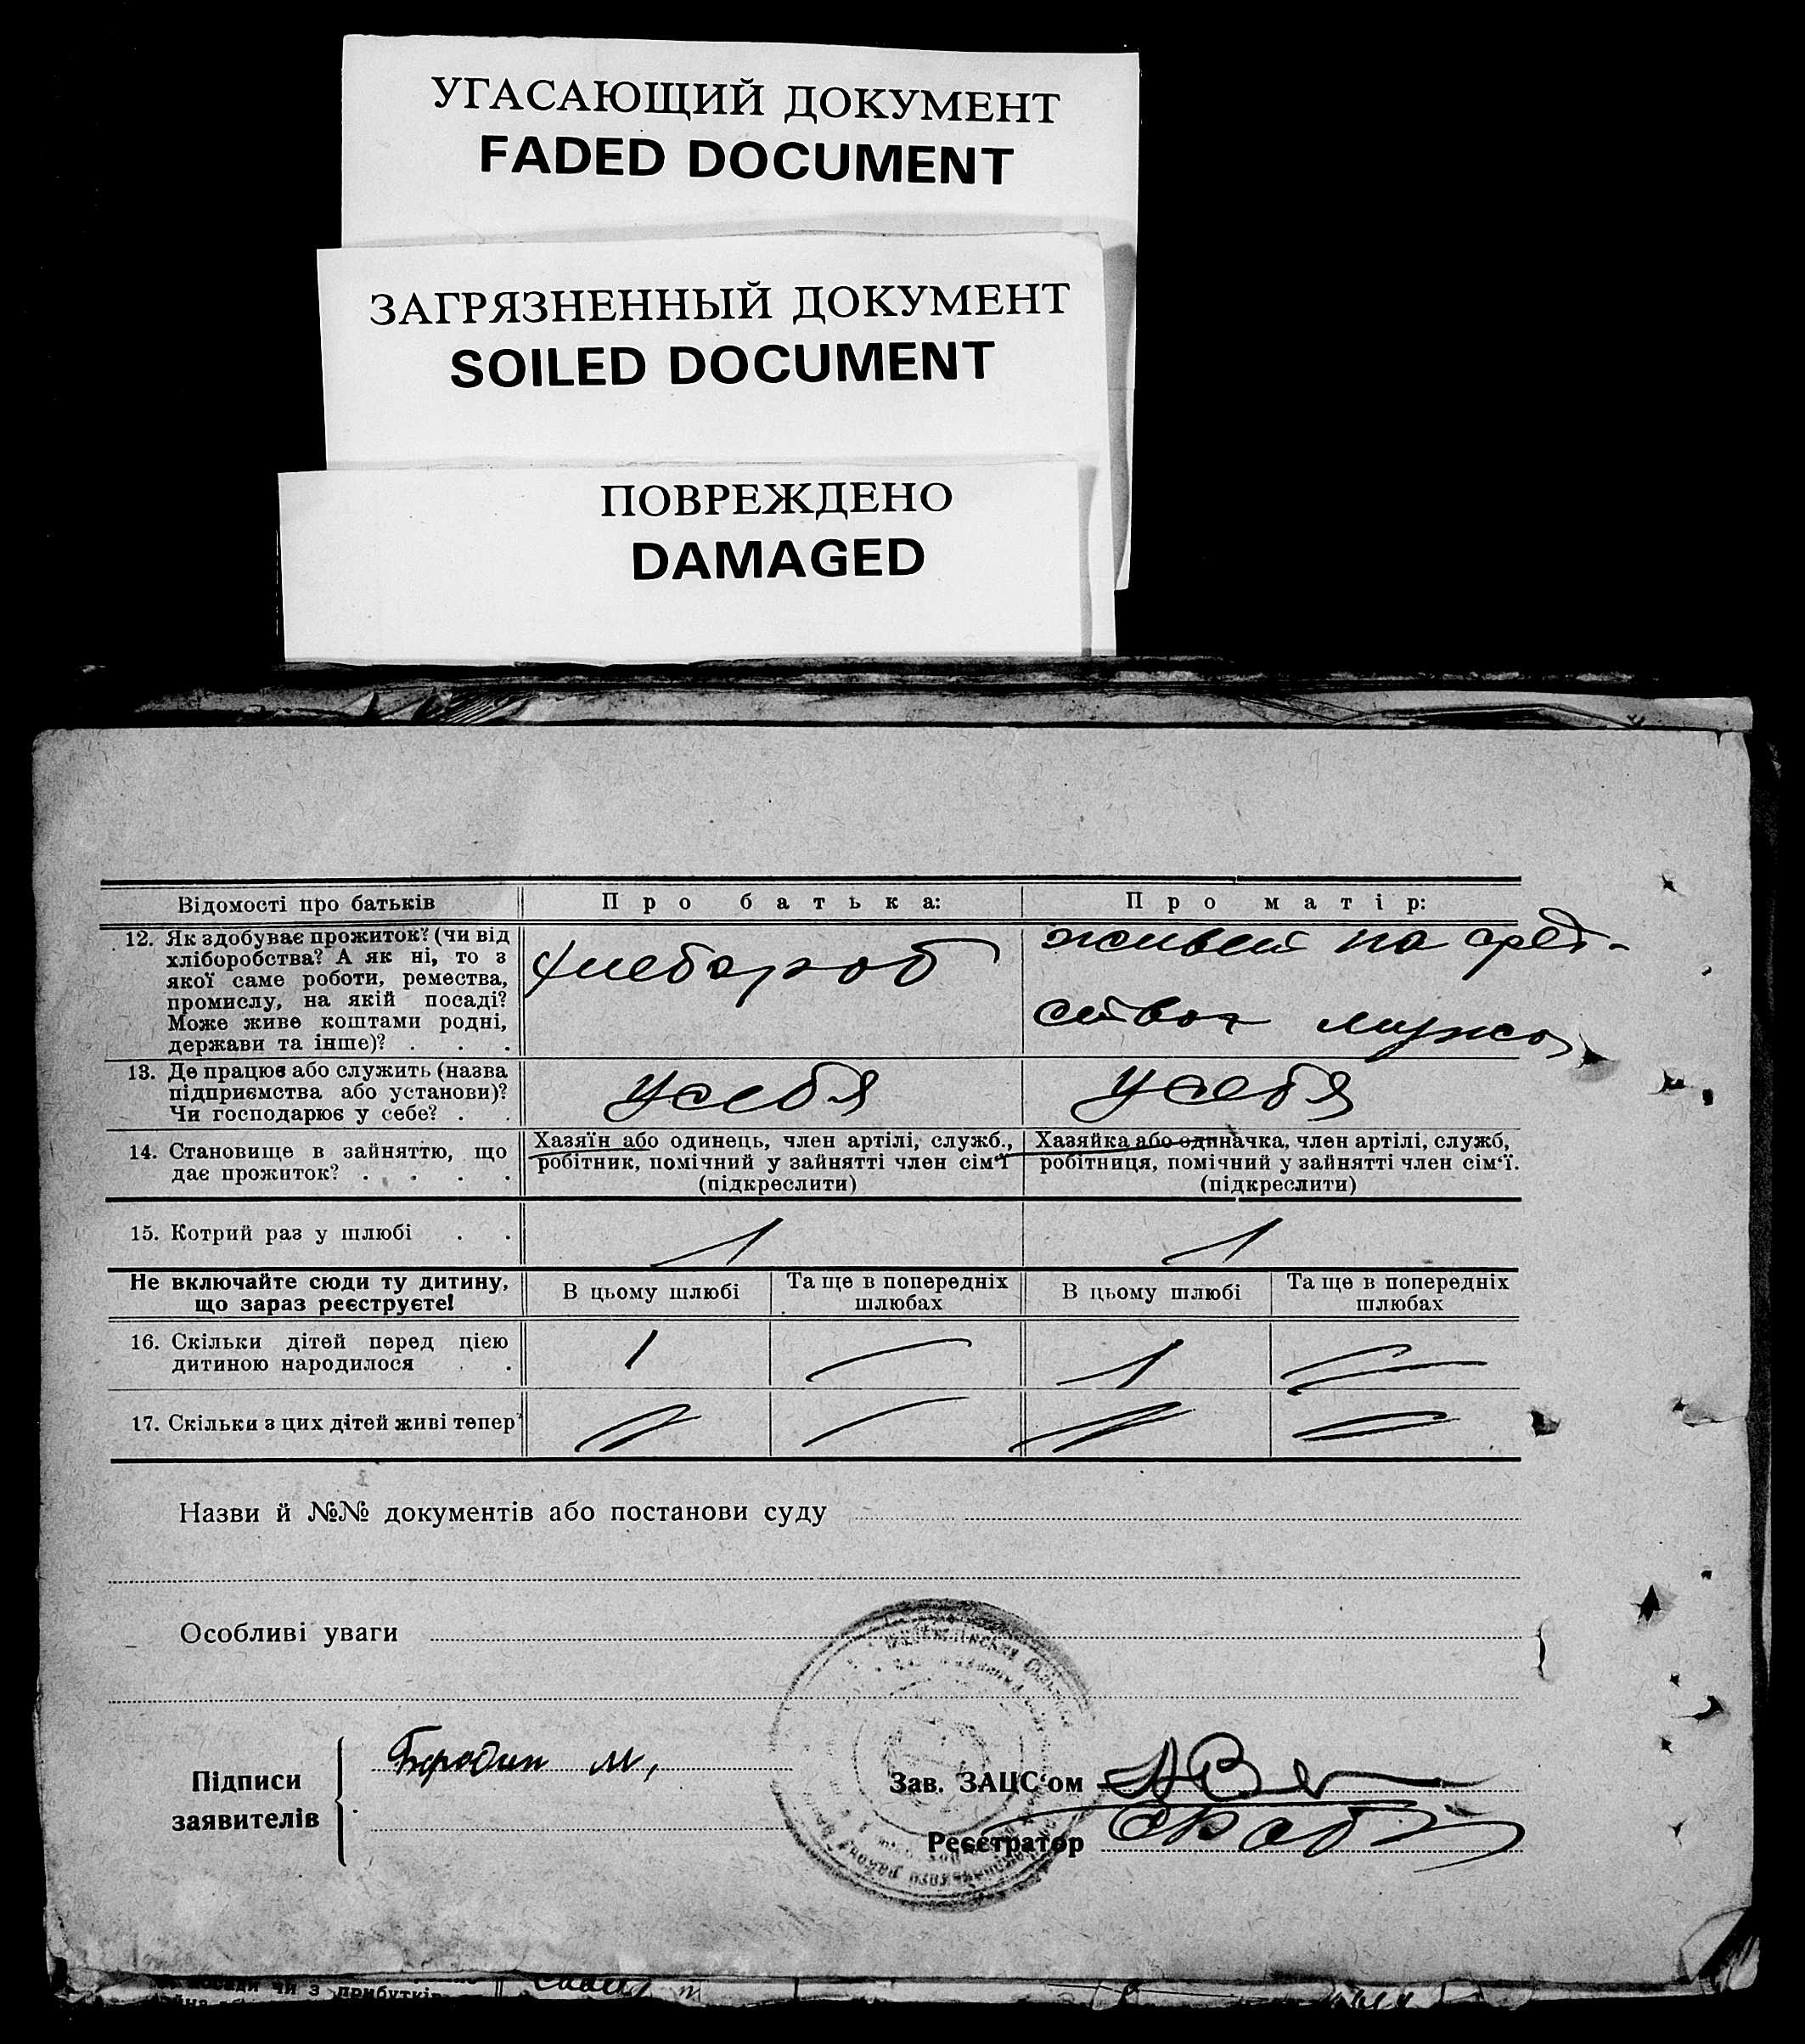 УГАСАЮЩИЙ ДОКУМЕНТ
FADED DOCUMENT
ЗАГРЯЗНЕННЫЙ ДОКУМЕНТ
SOILED DOCUMENT
ПОВРЕЖДЕНО
DAMAGED
Відомості про батьків
Про батька:
Про матір:
12. Як здобуває прожиток? (чи від
хліборобства? А як ні, то з
якої саме роботи, ремества,
промислу, на якій посаді?
Може живе коштами родні,
держави та інше)? . . .
хлебороб
живет на сред-
ства мужа
13. Де працює або служить (назва
підприємства або установи)?
Чи господарює у себе? . .
у себя
у себя
14. Становище в зайняттю, що
дає прожиток? . . . .
Хазяїн або одинець, член артілі, служб.,
робітник, помічний у зайнятті член сім'ї
(підкреслити)
Хазяйка або одиначка, член артілі, служб,
робітниця, помічний у зайнятті член сім'ї.
(підкреслити)
15. Котрий раз у шлюбі . .
1
1
Не включайте сюди ту дитину,
що зараз реєструєте!
В цьому шлюбі
Та ще в попередніх
шлюбах
В цьому шлюбі
Та ще в попередніх
шлюбах
16. Скільки дітей перед цією
дитиною народилося . .
1
—
1
—
17. Скільки з цих дітей живі тепер?
Назви й №№ документів або постанови суду
Особливі уваги
Підписи
заявителів
Бородин М,
Зав. ЗАЦС'ом
Реєстратор
район
чи з прибутків